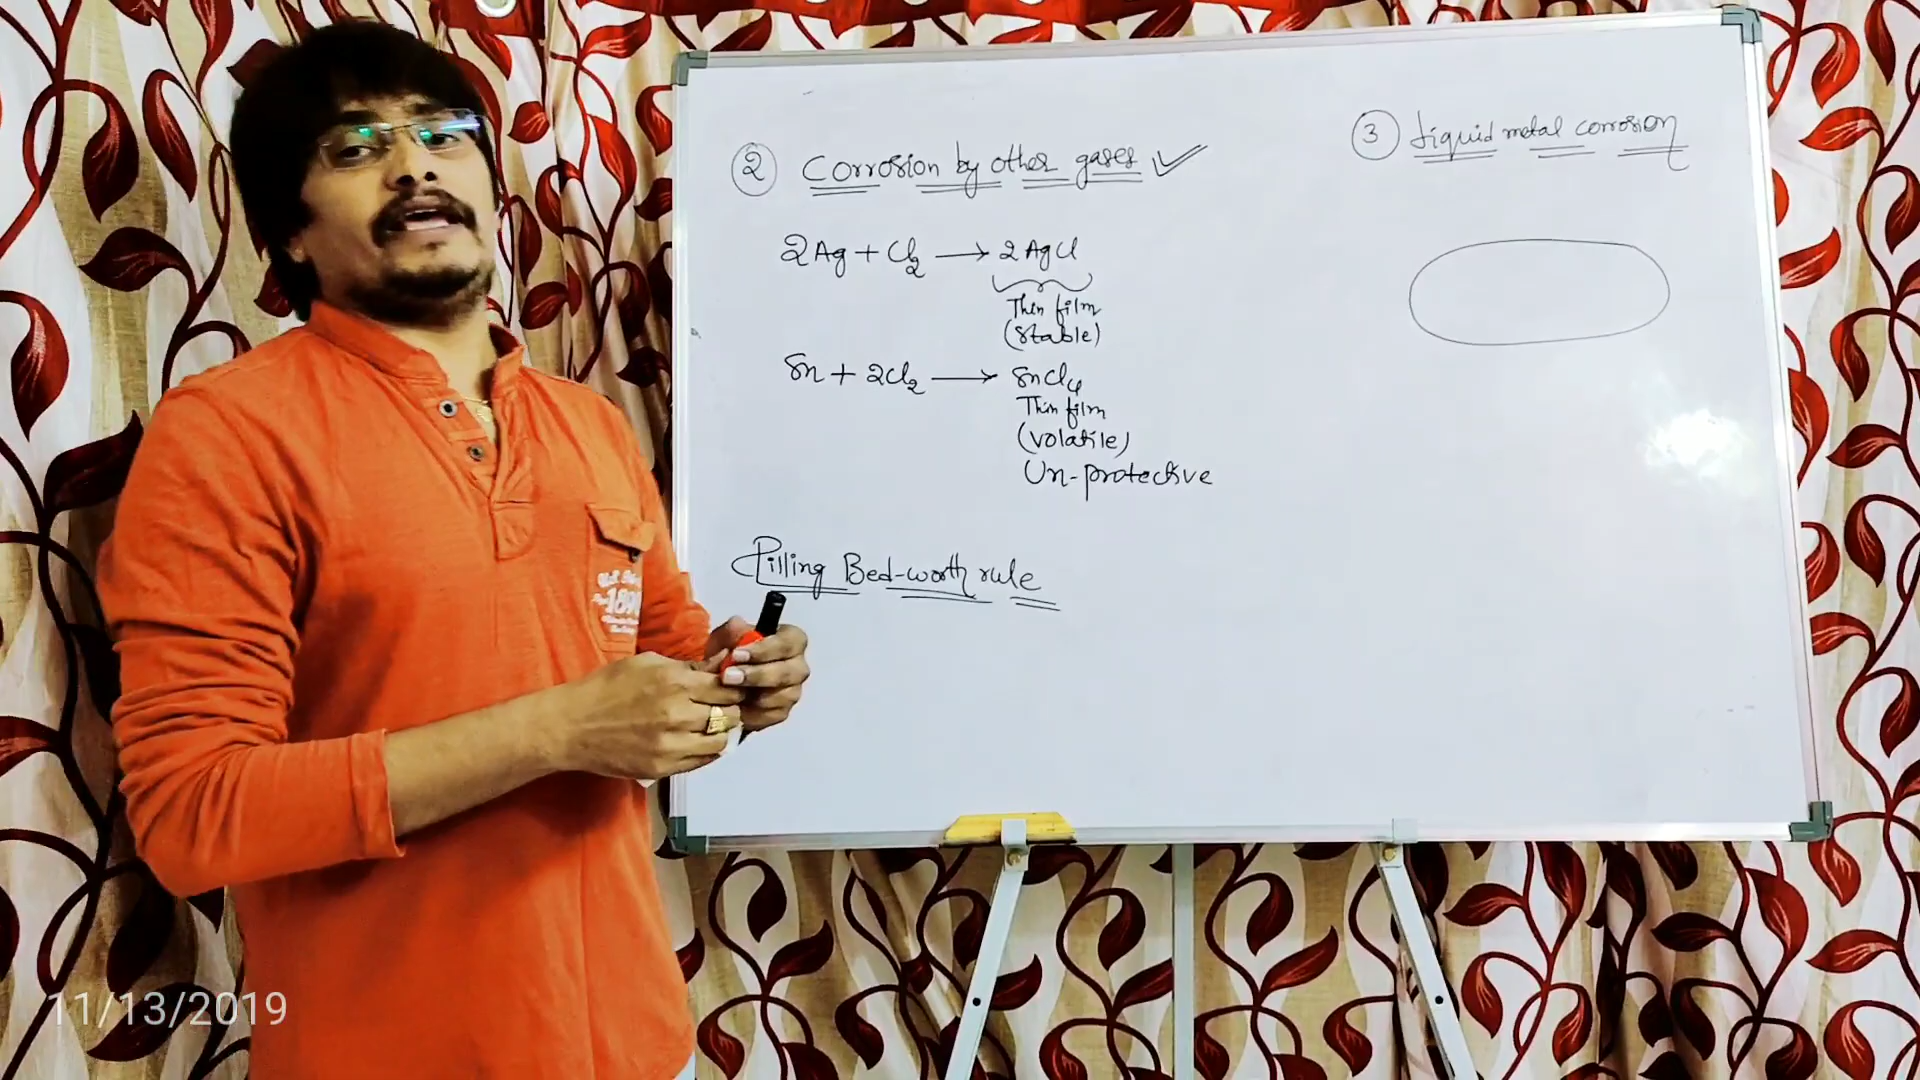 ② Corrosion by other gases ✓
2Ag + Cl₂ → 2AgCl
Thin film
(Stable)
Sn + 2Cl₂ → SnCl₄
Thin film
(volatile)
Un-protective
Pilling Bed-worth rule
③ Liquid metal corrosion
189
11/13/2019